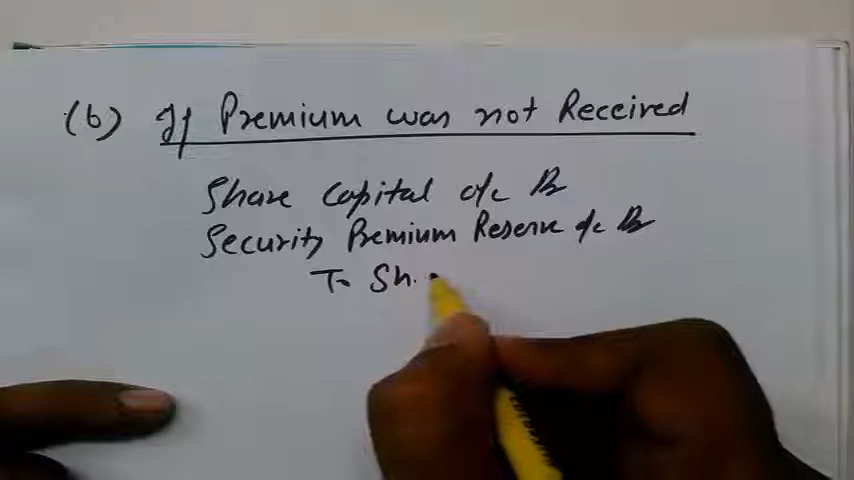 (b) If Premium was not Received
Share Capital a/c Dr
Security Premium Reserve a/c Dr
To Sh.